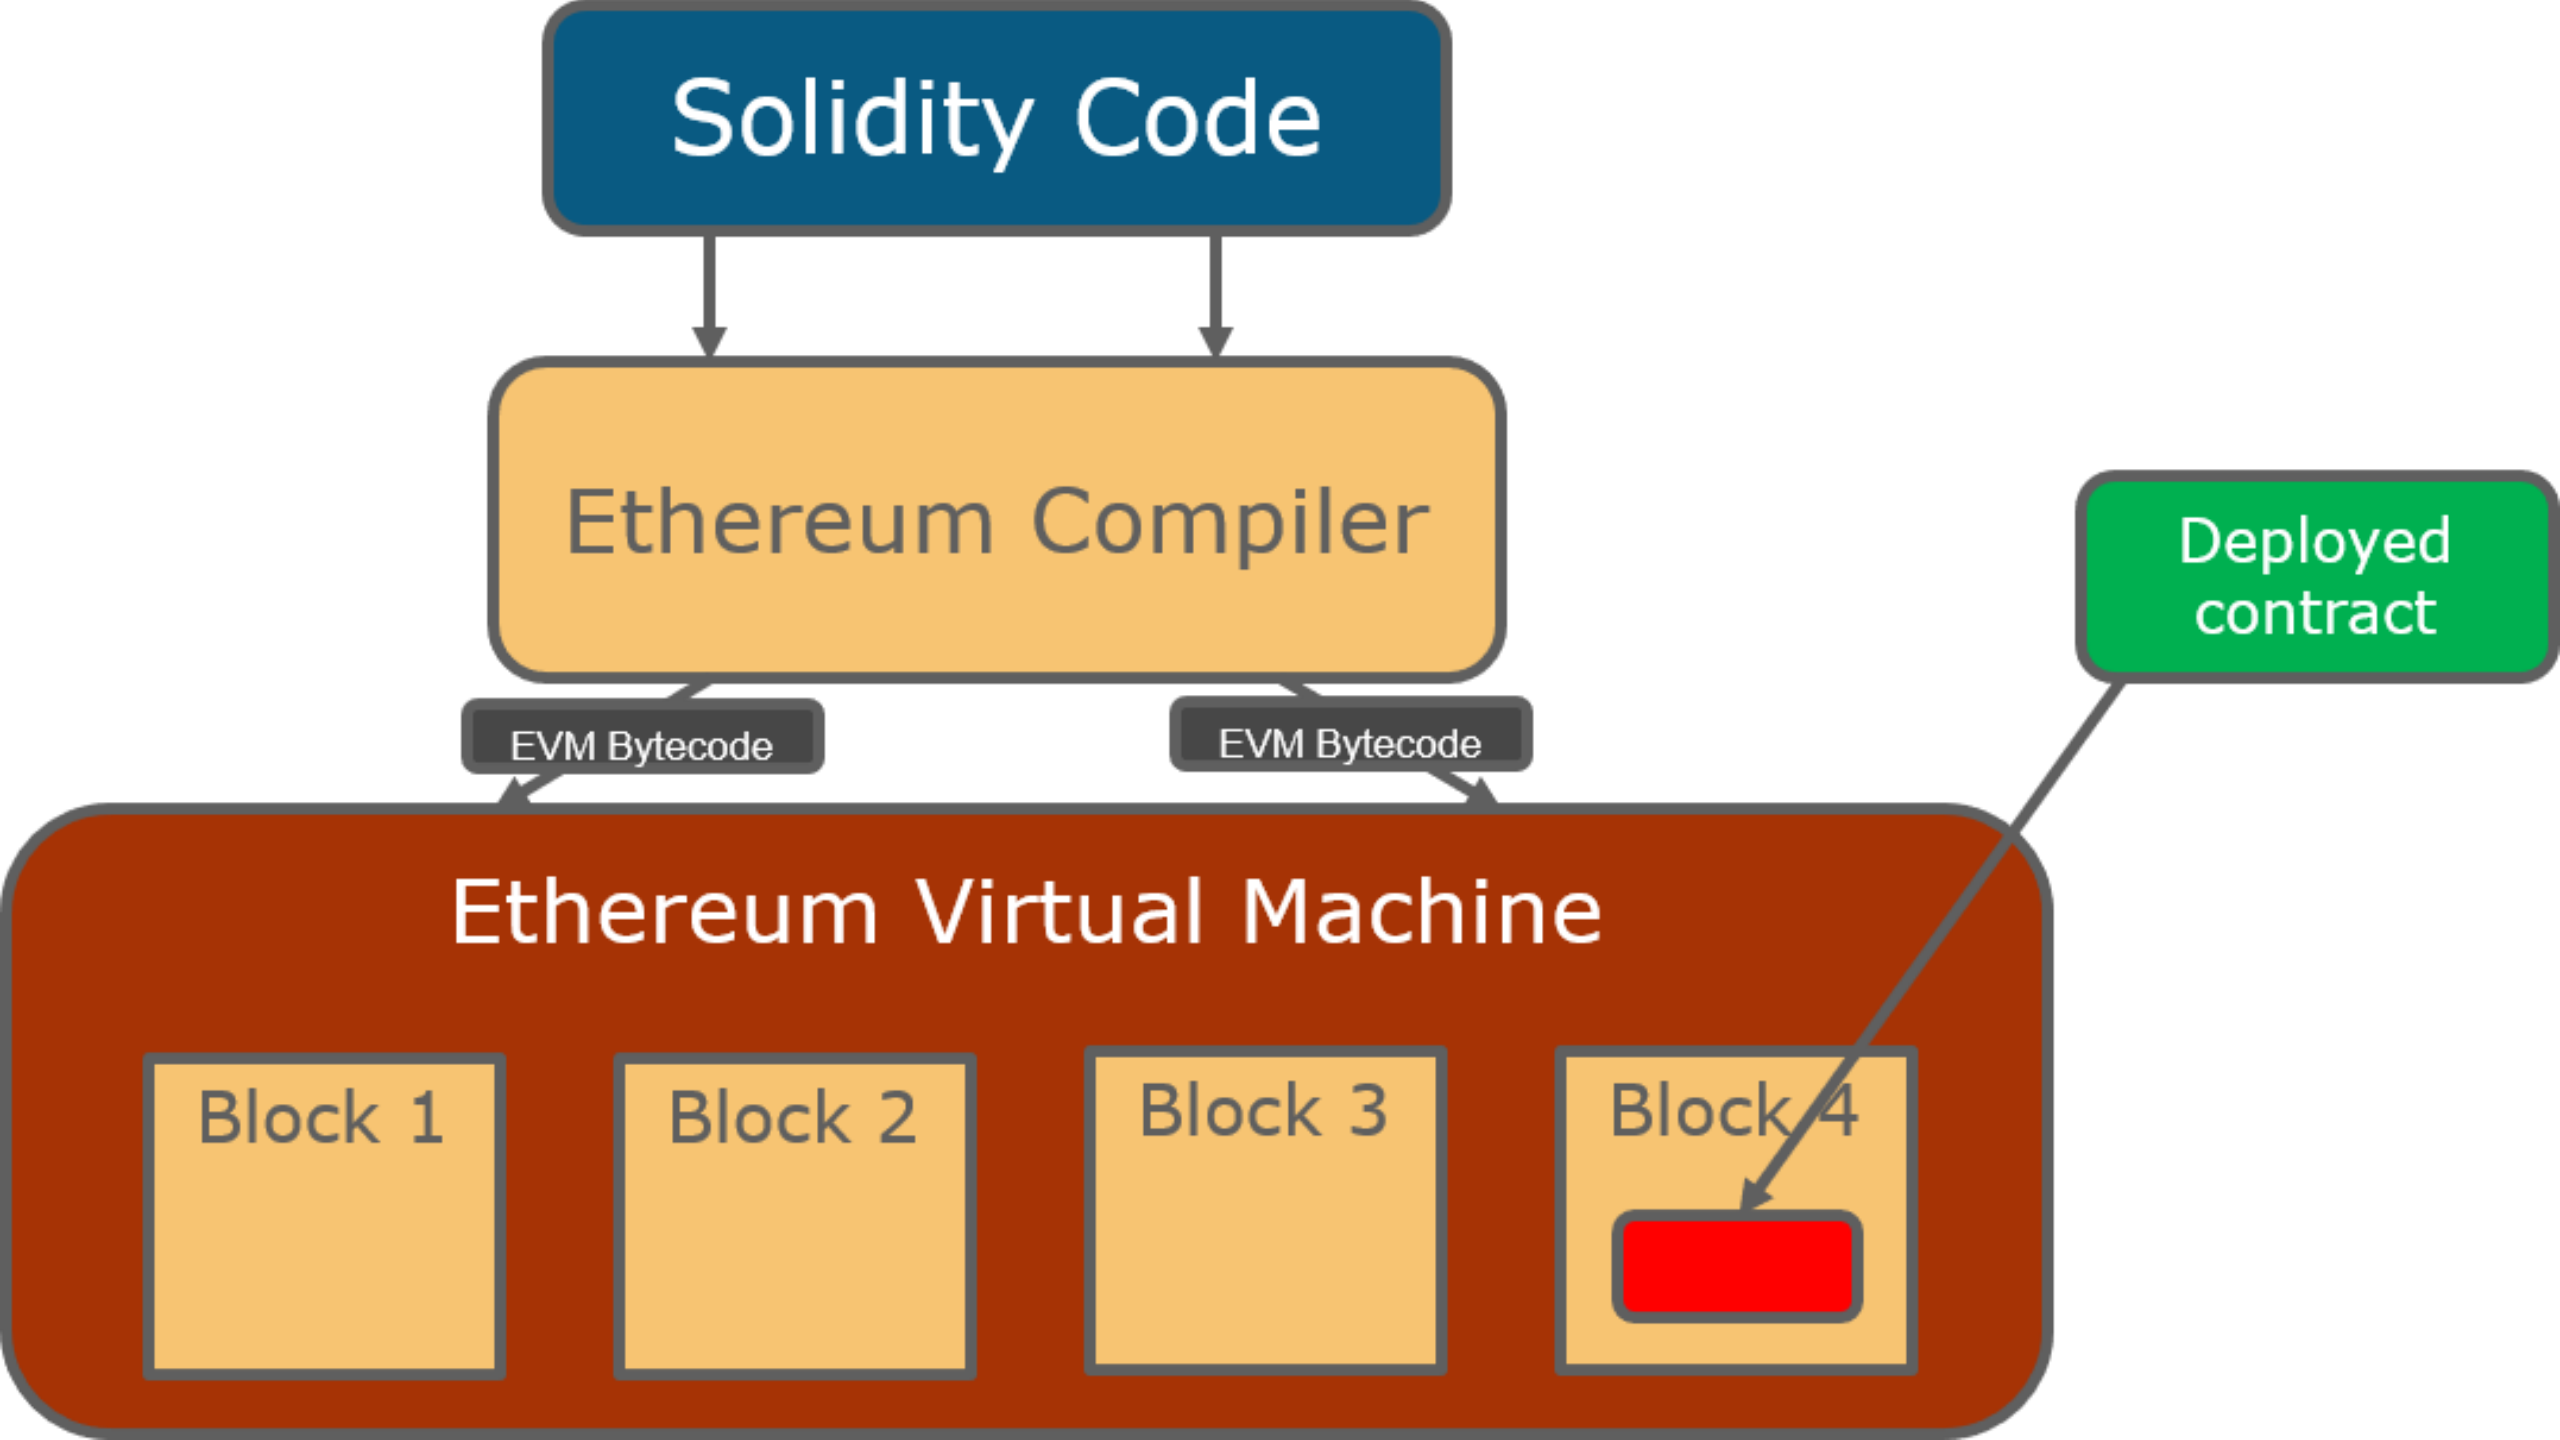 Solidity Code
Ethereum Compiler
Deployed
contract
EVM Bytecode
EVM Bytecode
Ethereum Virtual Machine
Block 1
Block 2
Block 3
Block 4